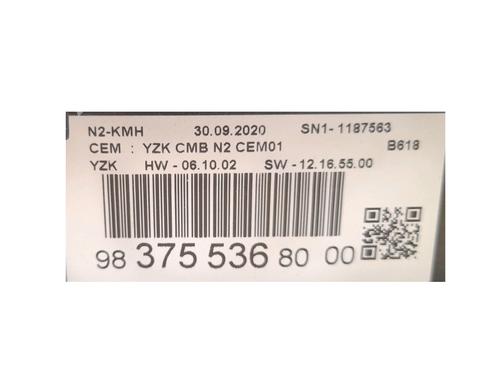 N2-KMH 30.09.2020 SN1- 1187563
CEM : YZK CMB N2 CEM01 B618
YZK HW - 06.10.02 SW - 12.16.55.00
98 375 536 80 00